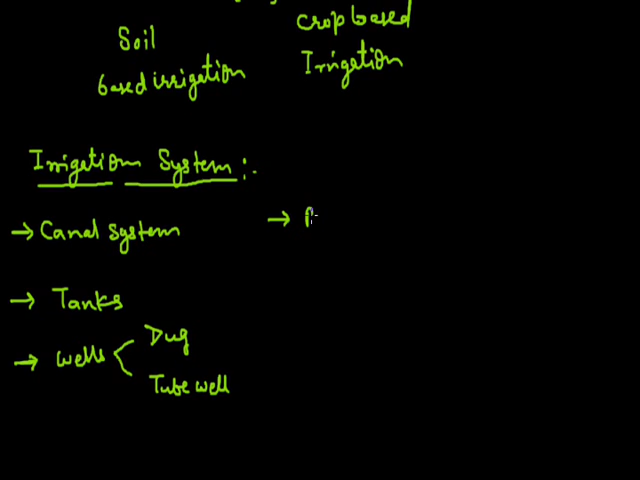 crop based
Soil
based irrigation
Irrigation
Irrigation System:.
→ Canal system
→
→ Tanks
→ wells
Dug
Tube well